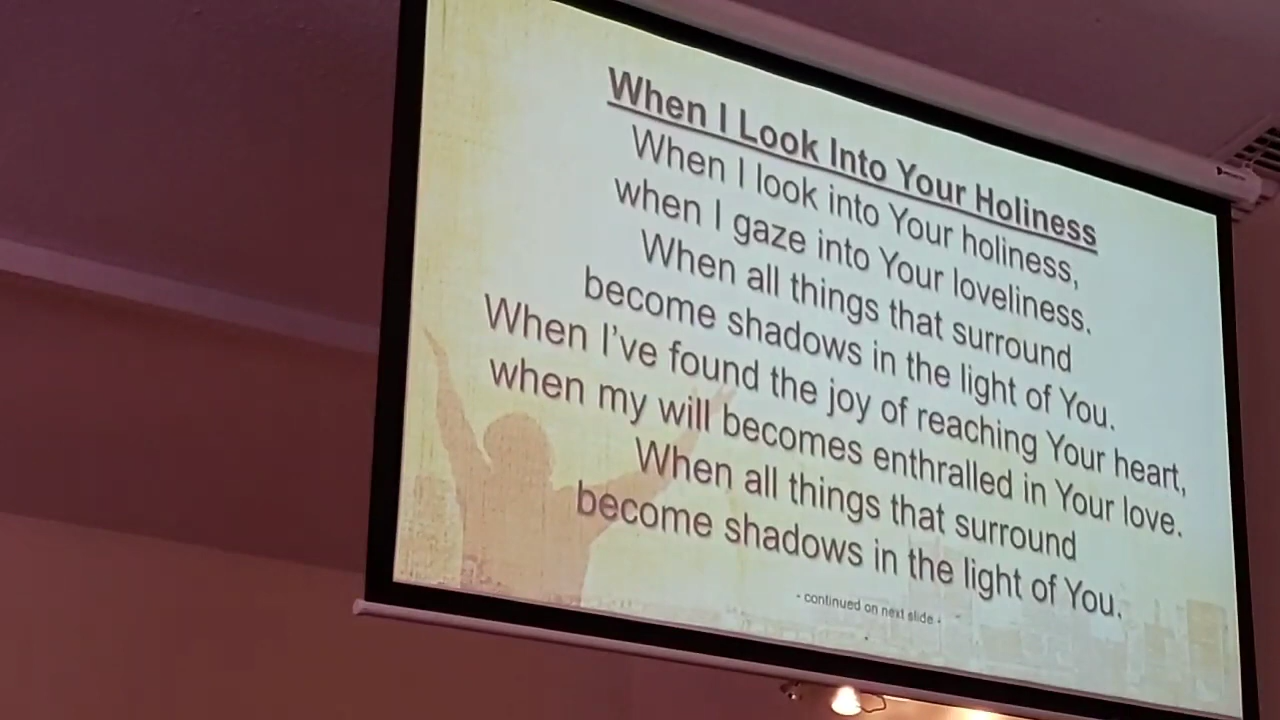 When I Look Into Your Holiness
When I look into Your holiness,
when I gaze into Your loveliness.
When all things that surround
become shadows in the light of You.
When I've found the joy of reaching Your heart,
when my will becomes enthralled in Your love.
When all things that surround
become shadows in the light of You.
- continued on next slide -